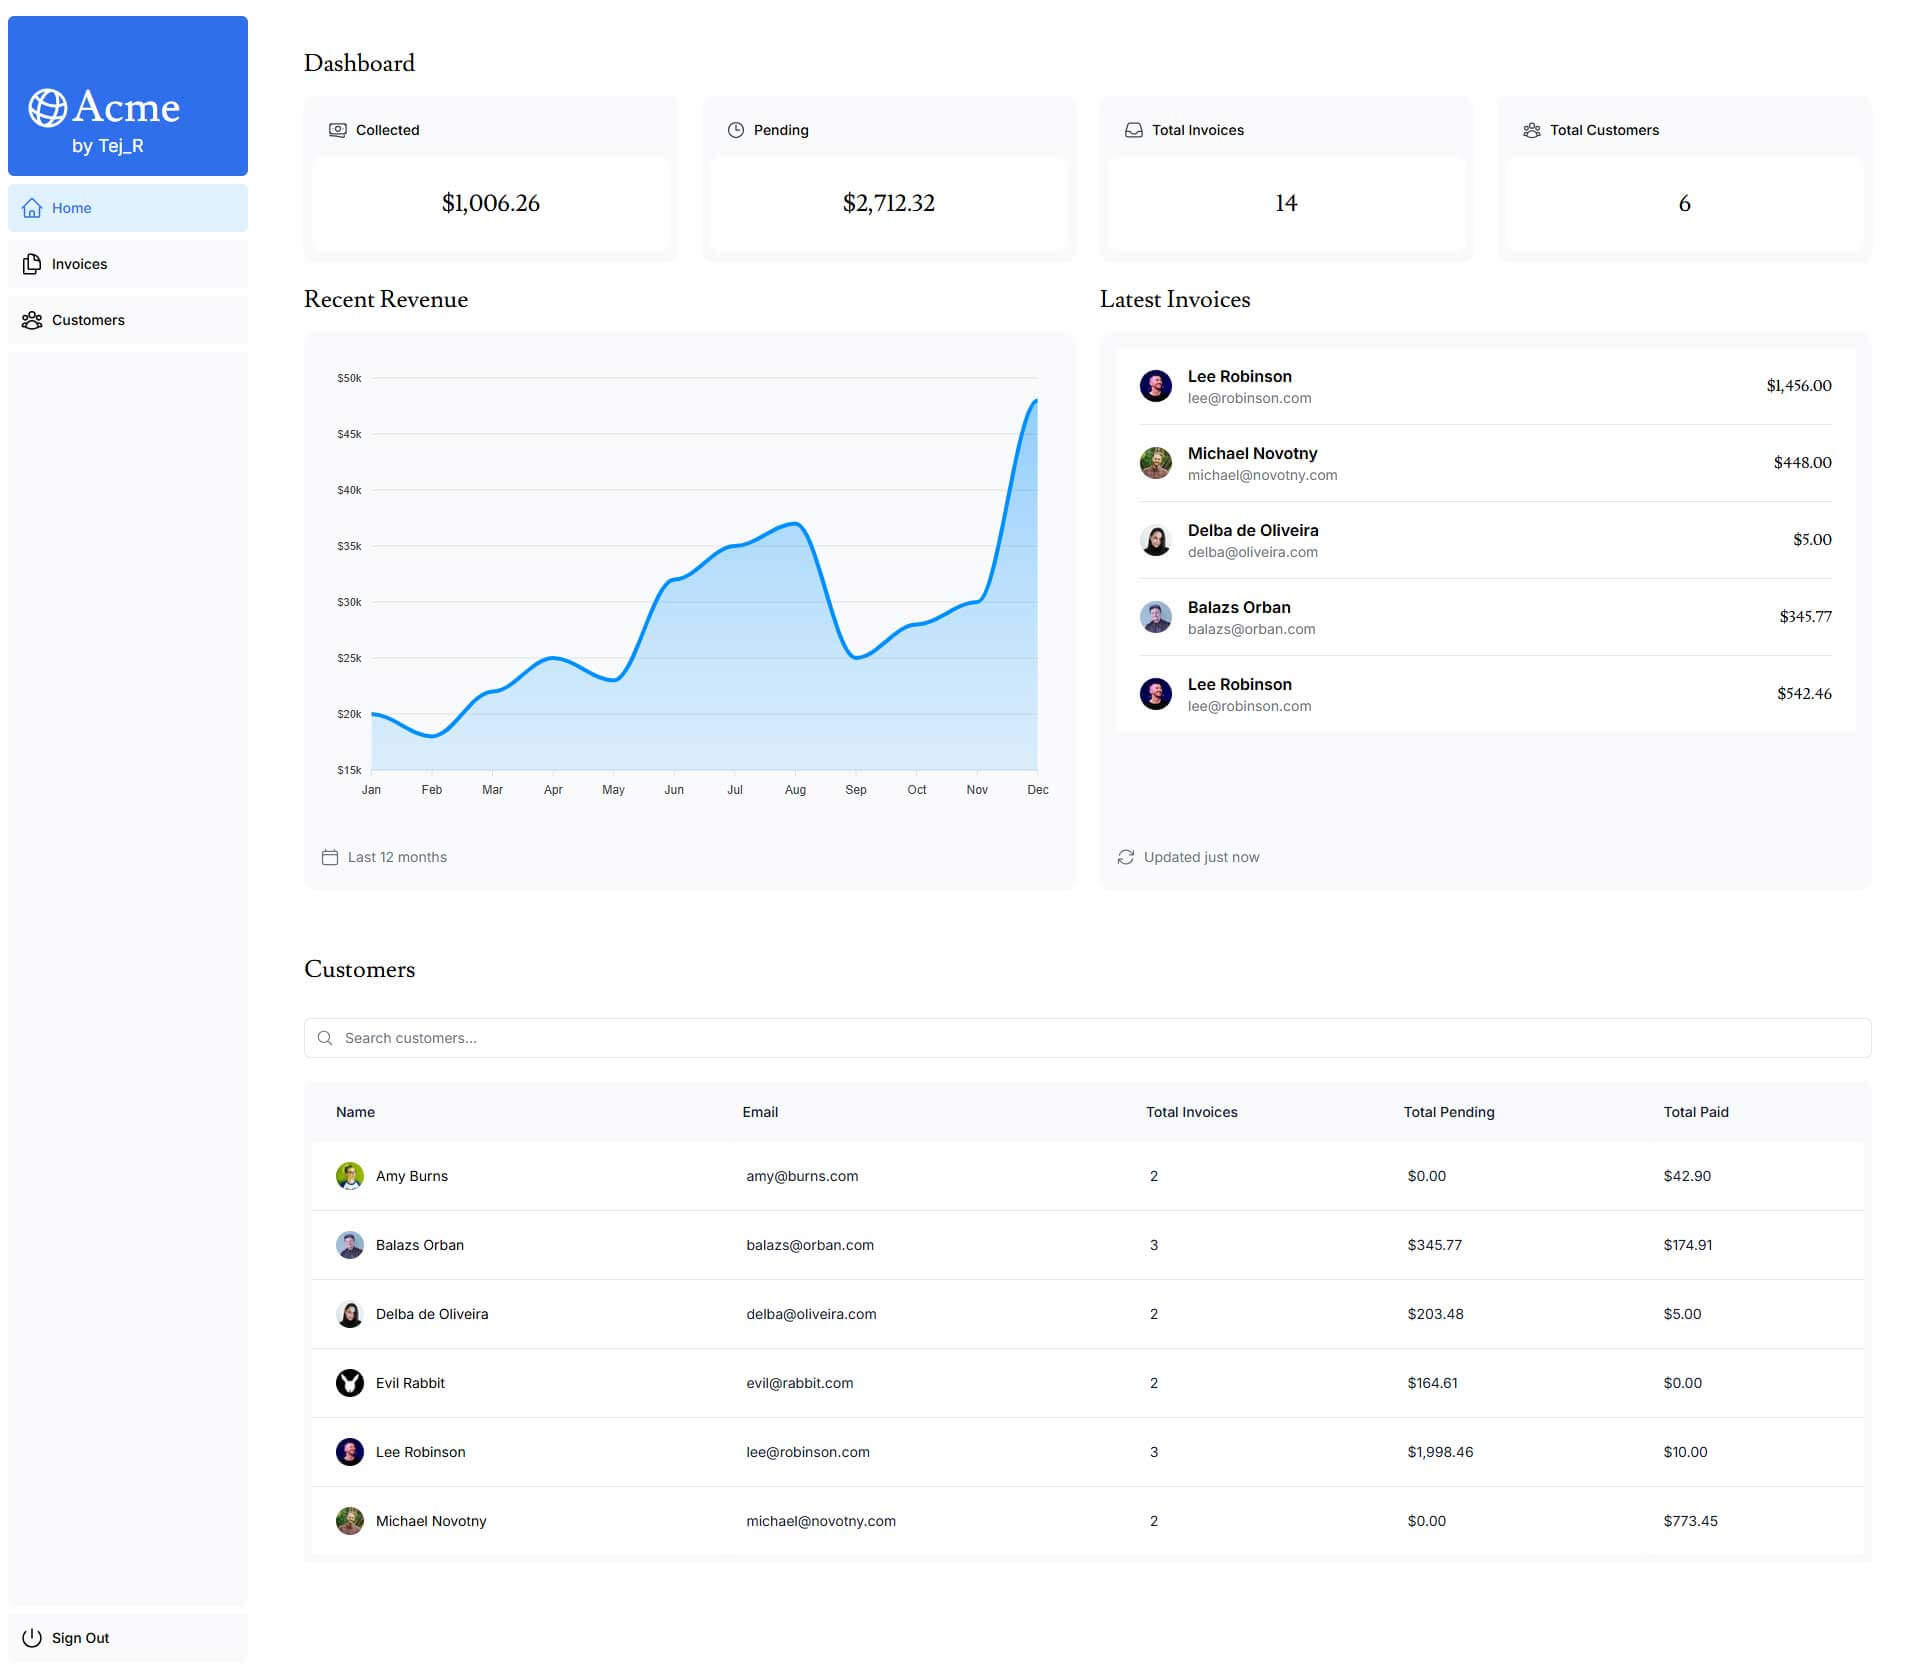 Acme
by Tej_R
Home
Invoices
Customers
Sign Out
Dashboard
Collected
$1,006.26
Pending
$2,712.32
Total Invoices
14
Total Customers
6
Recent Revenue
$50k
$45k
$40k
$35k
$30k
$25k
$20k
$15k
Jan Feb Mar Apr May Jun Jul Aug Sep Oct Nov Dec
Last 12 months
Latest Invoices
Lee Robinson
lee@robinson.com
$1,456.00
Michael Novotny
michael@novotny.com
$448.00
Delba de Oliveira
delba@oliveira.com
$5.00
Balazs Orban
balazs@orban.com
$345.77
Lee Robinson
lee@robinson.com
$542.46
Updated just now
Customers
Search customers...
Name Email Total Invoices Total Pending Total Paid
Amy Burns amy@burns.com 2 $0.00 $42.90
Balazs Orban balazs@orban.com 3 $345.77 $174.91
Delba de Oliveira delba@oliveira.com 2 $203.48 $5.00
Evil Rabbit evil@rabbit.com 2 $164.61 $0.00
Lee Robinson lee@robinson.com 3 $1,998.46 $10.00
Michael Novotny michael@novotny.com 2 $0.00 $773.45